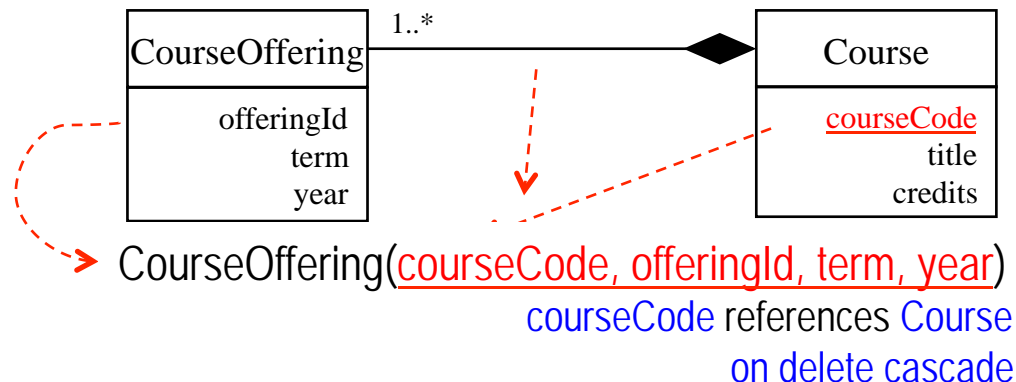 1..*
CourseOffering
offeringId
term
year
Course
courseCode
title
credits
CourseOffering(courseCode, offeringId, term, year)
courseCode references Course
on delete cascade